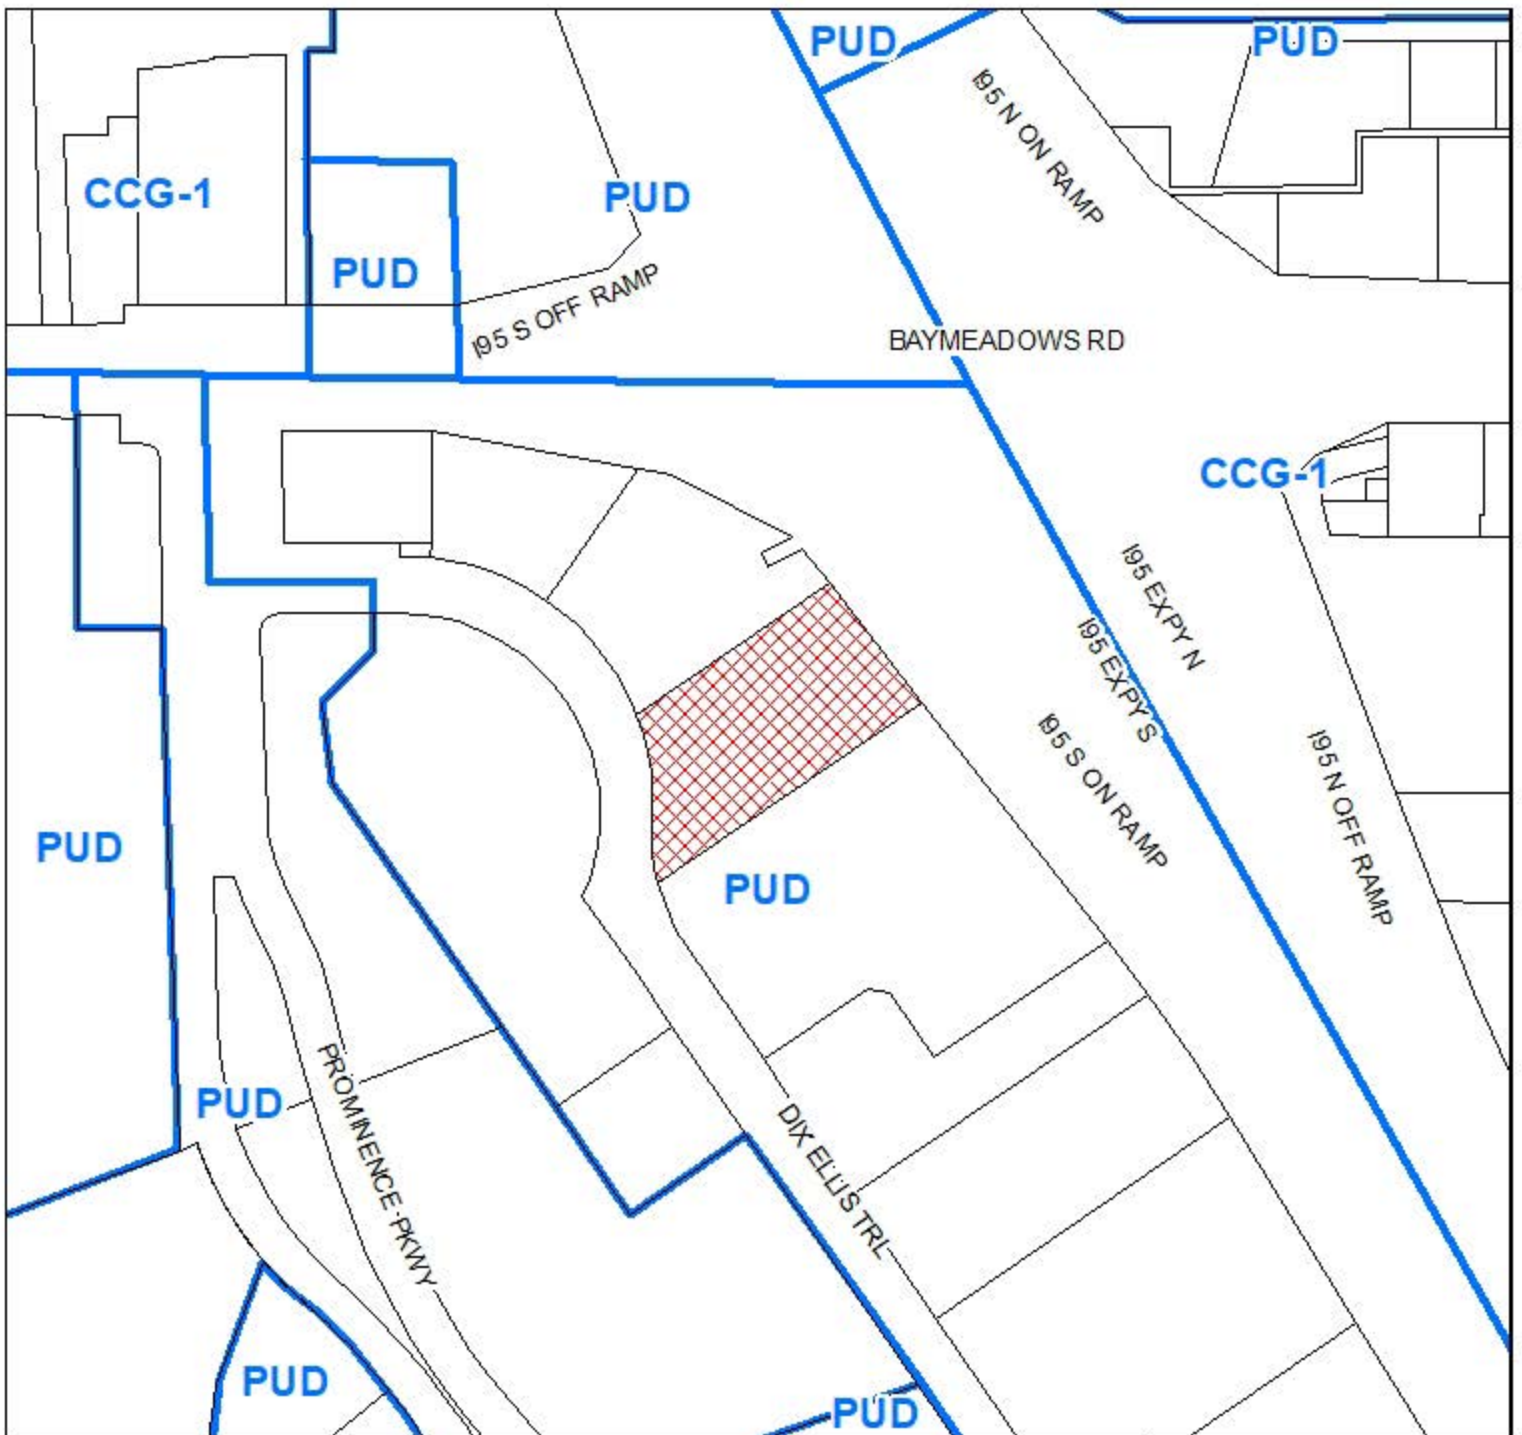 PUD
PUD
I95 N ON RAMP
CCG-1
PUD
PUD
I95 S OFF RAMP
BAYMEADOWS RD
CCG-1
I95 EXPY N
I95 EXPY S
I95 S ON RAMP
I95 N OFF RAMP
PUD
PUD
PUD
PROMINENCE PKWY
DIX ELLIS TRL
PUD
PUD